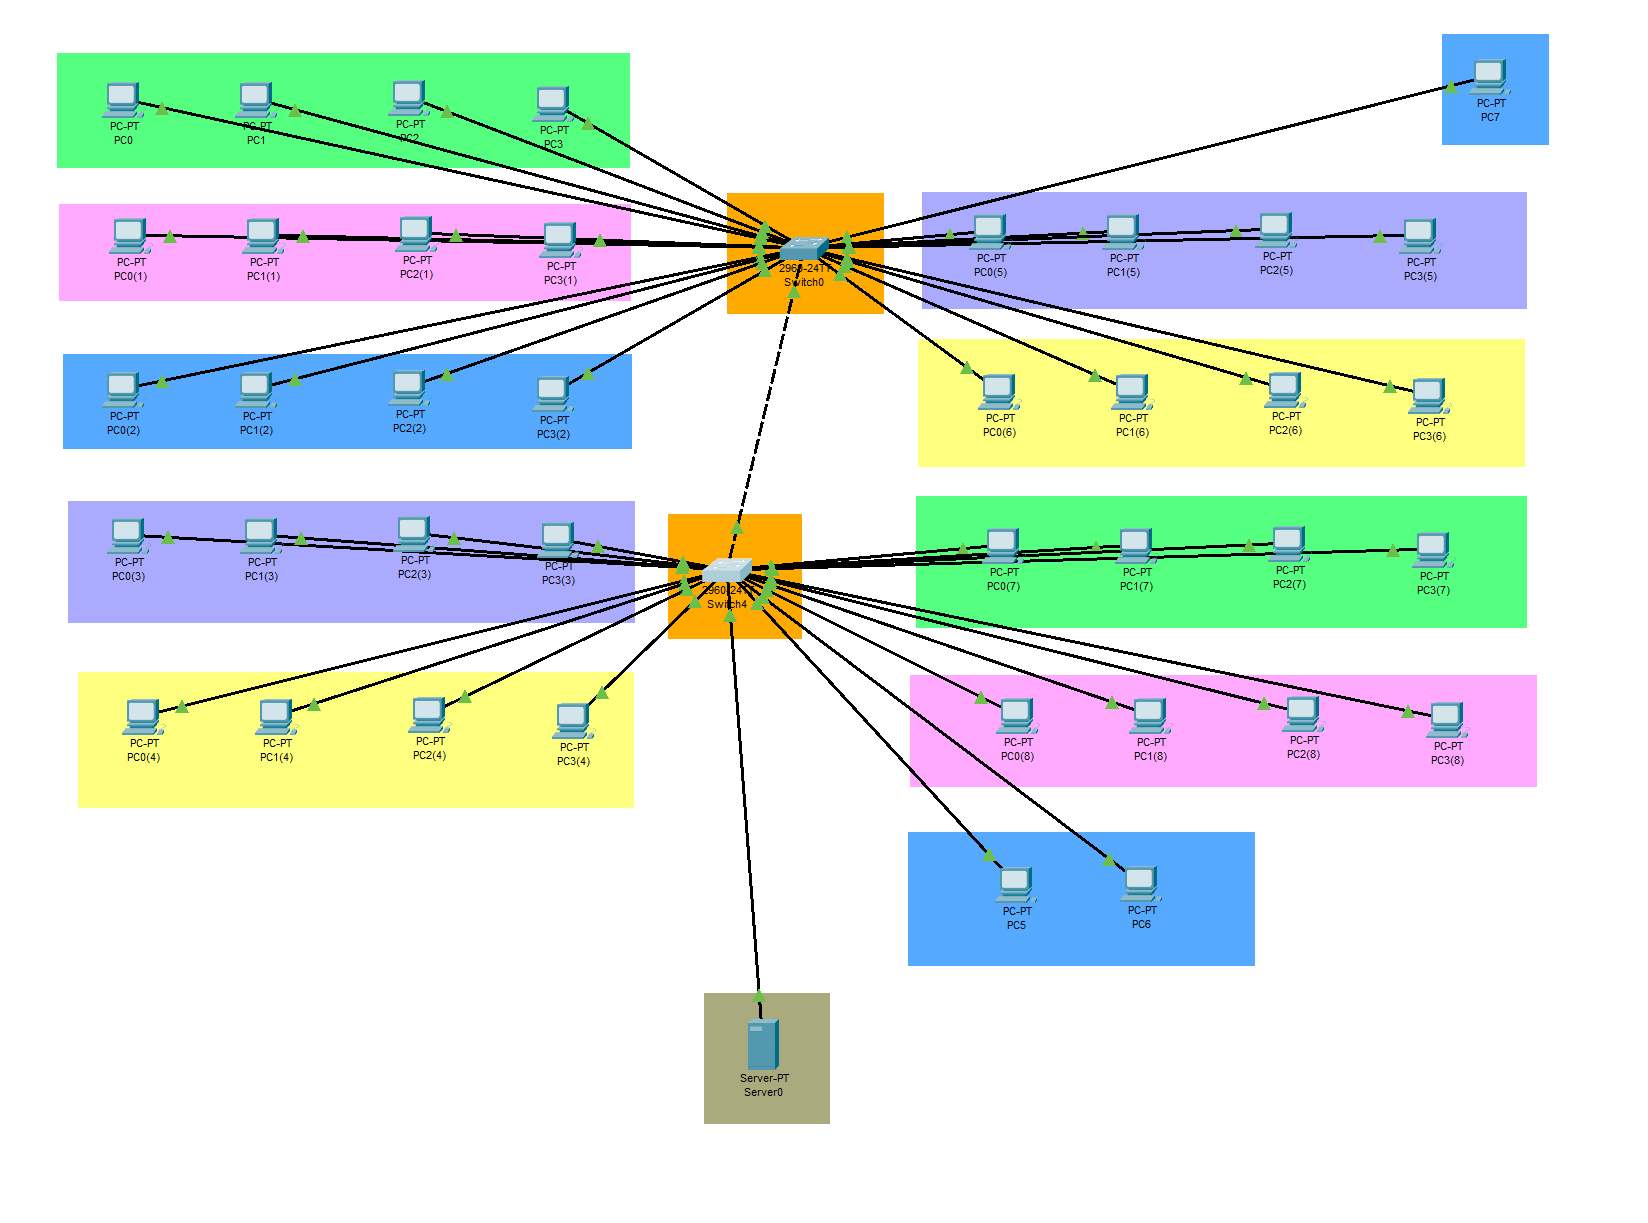 PC-PT
PC0
PC-PT
PC1
PC-PT
PC2
PC-PT
PC3
PC-PT
PC7
PC-PT
PC0(1)
PC-PT
PC1(1)
PC-PT
PC2(1)
PC-PT
PC3(1)
2960-24TT
Switch0
PC-PT
PC0(5)
PC-PT
PC1(5)
PC-PT
PC2(5)
PC-PT
PC3(5)
PC-PT
PC0(2)
PC-PT
PC1(2)
PC-PT
PC2(2)
PC-PT
PC3(2)
PC-PT
PC0(6)
PC-PT
PC1(6)
PC-PT
PC2(6)
PC-PT
PC3(6)
PC-PT
PC0(3)
PC-PT
PC1(3)
PC-PT
PC2(3)
PC-PT
PC3(3)
2960-24TT
Switch4
PC-PT
PC0(7)
PC-PT
PC1(7)
PC-PT
PC2(7)
PC-PT
PC3(7)
PC-PT
PC0(4)
PC-PT
PC1(4)
PC-PT
PC2(4)
PC-PT
PC3(4)
PC-PT
PC0(8)
PC-PT
PC1(8)
PC-PT
PC2(8)
PC-PT
PC3(8)
PC-PT
PC5
PC-PT
PC6
Server-PT
Server0